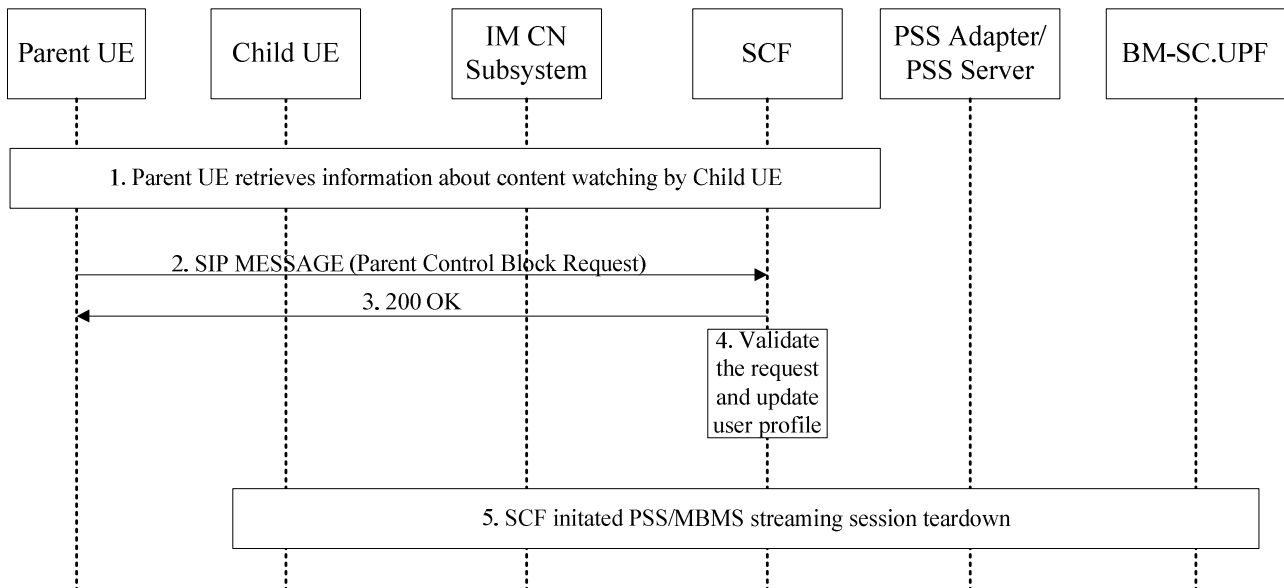 Parent UE
Child UE
IM CN
Subsystem
SCF
PSS Adapter/
PSS Server
BM-SC.UPF
1. Parent UE retrieves information about content watching by Child UE
2. SIP MESSAGE (Parent Control Block Request)
3. 200 OK
4. Validate
the request
and update
user profile
5. SCF initated PSS/MBMS streaming session teardown